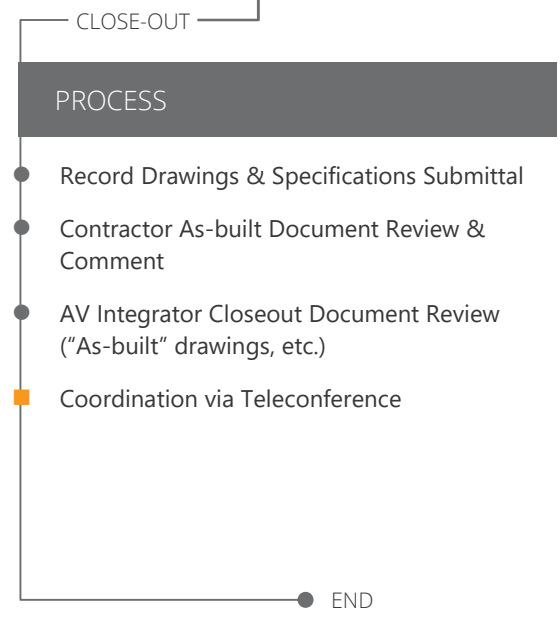 CLOSE-OUT
PROCESS
Record Drawings & Specifications Submittal
Contractor As-built Document Review &
Comment
AV Integrator Closeout Document Review
(“As-built” drawings, etc.)
Coordination via Teleconference
END